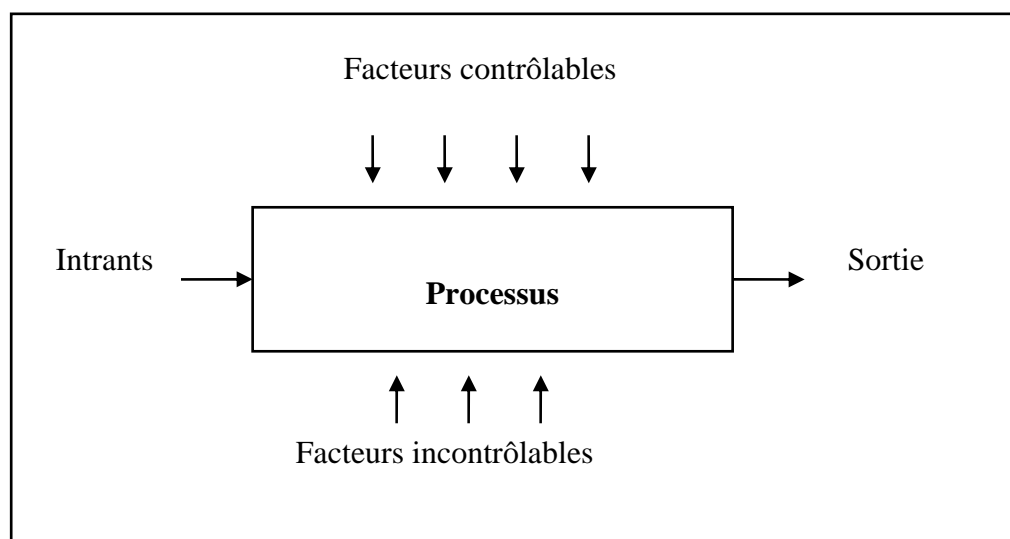 Facteurs contrôlables
Intrants
Sortie
Processus
Facteurs incontrôlables